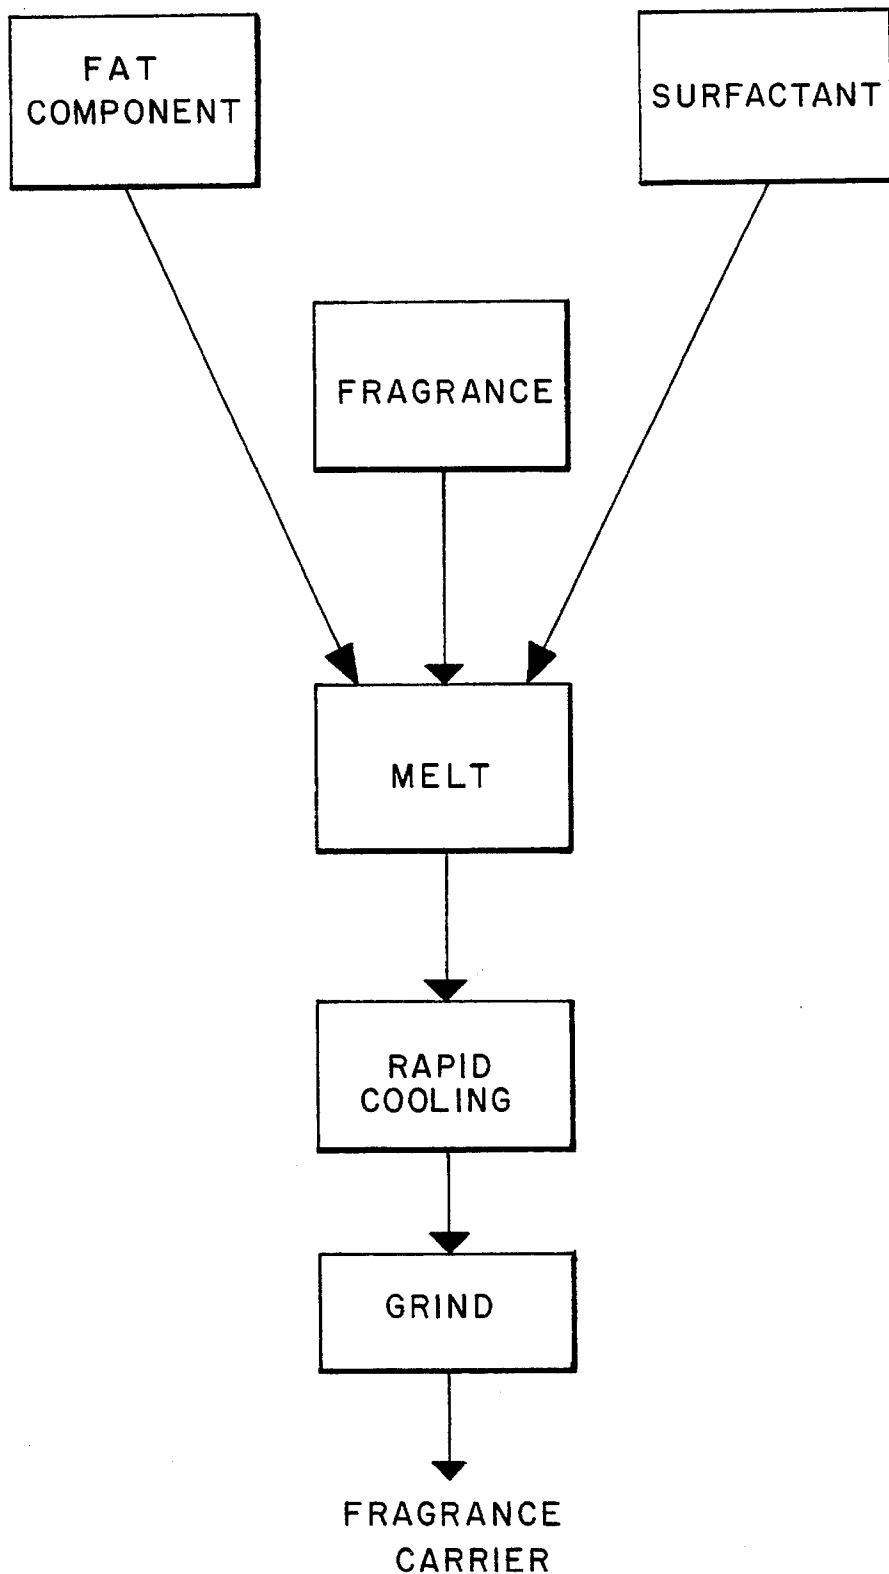 FAT
COMPONENT
SURFACTANT
FRAGRANCE
MELT
RAPID
COOLING
GRIND
FRAGRANCE
CARRIER